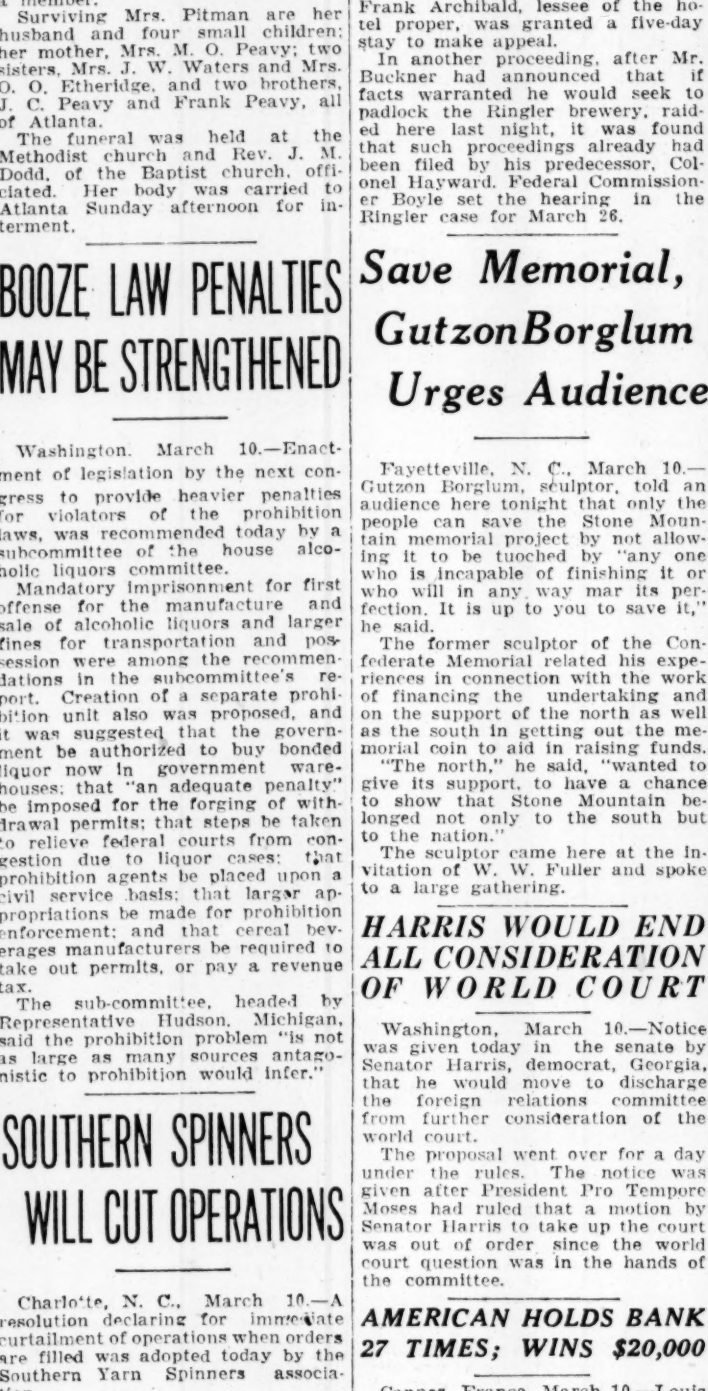 Surviving Mrs. Pitman are her
husband and four small children;
her mother, Mrs. M. O. Peavy; two
sisters, Mrs. J. W. Waters and Mrs.
O. O. Etheridge, and two brothers,
J. C. Peavy and Frank Peavy, all
of Atlanta.
The funeral was held at the
Methodist church and Rev. J. M.
Dodd, of the Baptist church, offi-
ciated. Her body was carried to
Atlanta Sunday afternoon for in-
terment.
BOOZE LAW PENALTIES
MAY BE STRENGTHENED
Washington, March 10.—Enact-
ment of legislation by the next con-
gress to provide heavier penalties
for violators of the prohibition
laws, was recommended today by a
subcommittee of the house alco-
holic liquors committee.
Mandatory imprisonment for first
offense for the manufacture and
sale of alcoholic liquors and larger
fines for transportation and pos-
session were among the recommen-
dations in the subcommittee's re-
port. Creation of a separate prohi-
bition unit also was proposed, and
it was suggested that the govern-
ment be authorized to buy bonded
liquor now in government ware-
houses; that "an adequate penalty"
be imposed for the forging of with-
drawal permits; that steps be taken
to relieve federal courts from con-
gestion due to liquor cases; that
prohibition agents be placed upon a
civil service basis; that larger ap-
propriations be made for prohibition
enforcement; and that cereal bev-
erages manufacturers be required to
take out permits, or pay a revenue
tax.
The sub-committee, headed by
Representative Hudson, Michigan,
said the prohibition problem "is not
as large as many sources antago-
nistic to prohibition would infer."
SOUTHERN SPINNERS
WILL CUT OPERATIONS
Charlotte, N. C., March 10.—A
resolution declaring for immediate
curtailment of operations when orders
are filled was adopted today by the
Southern Yarn Spinners associa-
Frank Archibald, lessee of the ho-
tel proper, was granted a five-day
stay to make appeal.
In another proceeding, after Mr.
Buckner had announced that if
facts warranted he would seek to
padlock the Ringler brewery, raid-
ed here last night, it was found
that such proceedings already had
been filed by his predecessor, Col-
onel Hayward. Federal Commission-
er Boyle set the hearing in the
Ringler case for March 26.
Save Memorial,
Gutzon Borglum
Urges Audience
Fayetteville, N. C., March 10.—
Gutzon Borglum, sculptor, told an
audience here tonight that only the
people can save the Stone Moun-
tain memorial project by not allow-
ing it to be tuoched by "any one
who is incapable of finishing it or
who will in any way mar its per-
fection. It is up to you to save it,"
he said.
The former sculptor of the Con-
federate Memorial related his expe-
riences in connection with the work
of financing the undertaking and
on the support of the north as well
as the south in getting out the me-
morial coin to aid in raising funds.
"The north," he said, "wanted to
give its support, to have a chance
to show that Stone Mountain be-
longed not only to the south but
to the nation."
The sculptor came here at the in-
vitation of W. W. Fuller and spoke
to a large gathering.
HARRIS WOULD END
ALL CONSIDERATION
OF WORLD COURT
Washington, March 10.—Notice
was given today in the senate by
Senator Harris, democrat, Georgia,
that he would move to discharge
the foreign relations committee
from further consideration of the
world court.
The proposal went over for a day
under the rules. The notice was
given after President Pro Tempore
Moses had ruled that a motion by
Senator Harris to take up the court
was out of order since the world
court question was in the hands of
the committee.
AMERICAN HOLDS BANK
27 TIMES; WINS $20,000